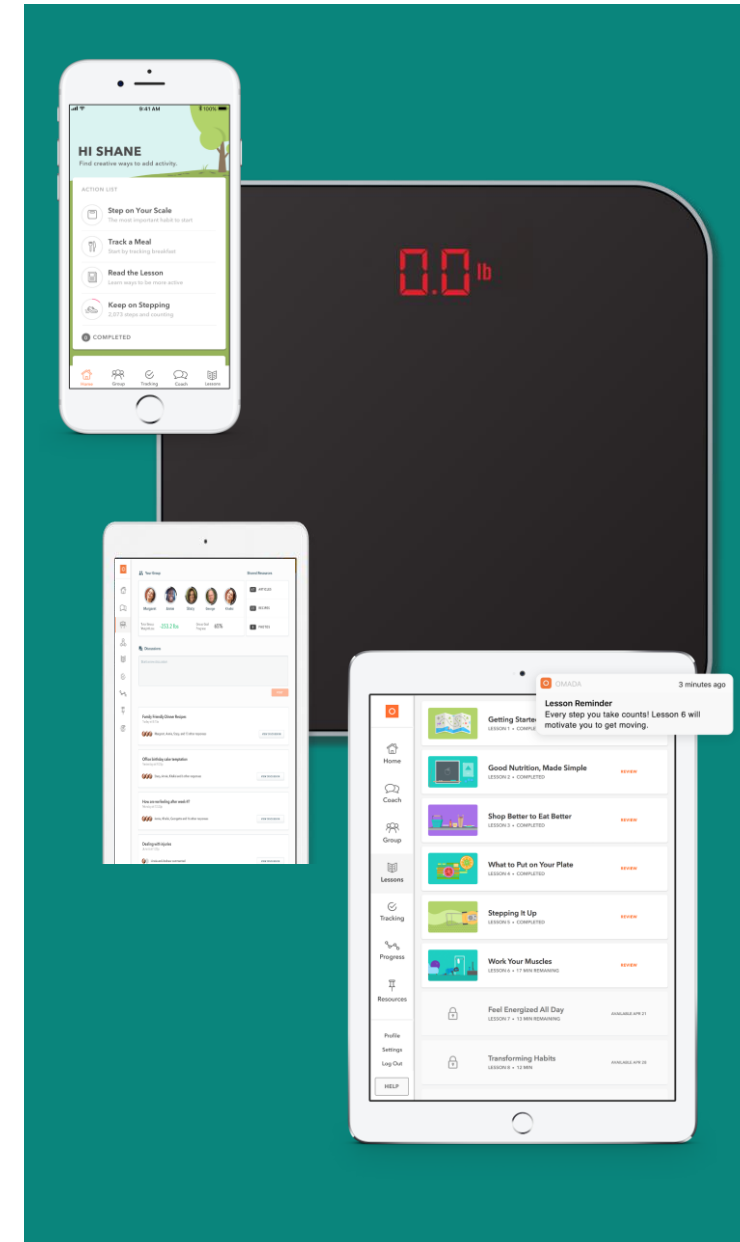 9:41 AM
100%
HI SHANE
Find creative ways to add activity.
ACTION LIST
Step on Your Scale
The most important habit to start
Track a Meal
Start by tracking breakfast
Read the Lesson
Learn ways to be more active
Keep on Stepping
2,073 steps and counting
COMPLETED
Home Group Tracking Coach Lessons
0.0 lb
Your Group
Discussions
Family Friendly Dinner Recipes
Office birthday cake temptation
How are we feeling after week 4?
Dealing with injuries
OMADA
3 minutes ago
Lesson Reminder
Every step you take counts! Lesson 6 will
motivate you to get moving.
Home
Coach
Group
Lessons
Tracking
Progress
Resources
Profile
Settings
Log Out
HELP
Getting Starte
LESSON 1 • COMPL
Good Nutrition, Made Simple
LESSON 2 • COMPLETED
REVIEW
Shop Better to Eat Better
LESSON 3 • COMPLETED
REVIEW
What to Put on Your Plate
LESSON 4 • COMPLETED
REVIEW
Stepping It Up
LESSON 5 • COMPLETED
REVIEW
Work Your Muscles
LESSON 6 • 17 MIN REMAINING
REVIEW
Feel Energized All Day
LESSON 7 • 13 MIN REMAINING
AVAILABLE APR 21
Transforming Habits
LESSON 8 • 12 MIN
AVAILABLE APR 28